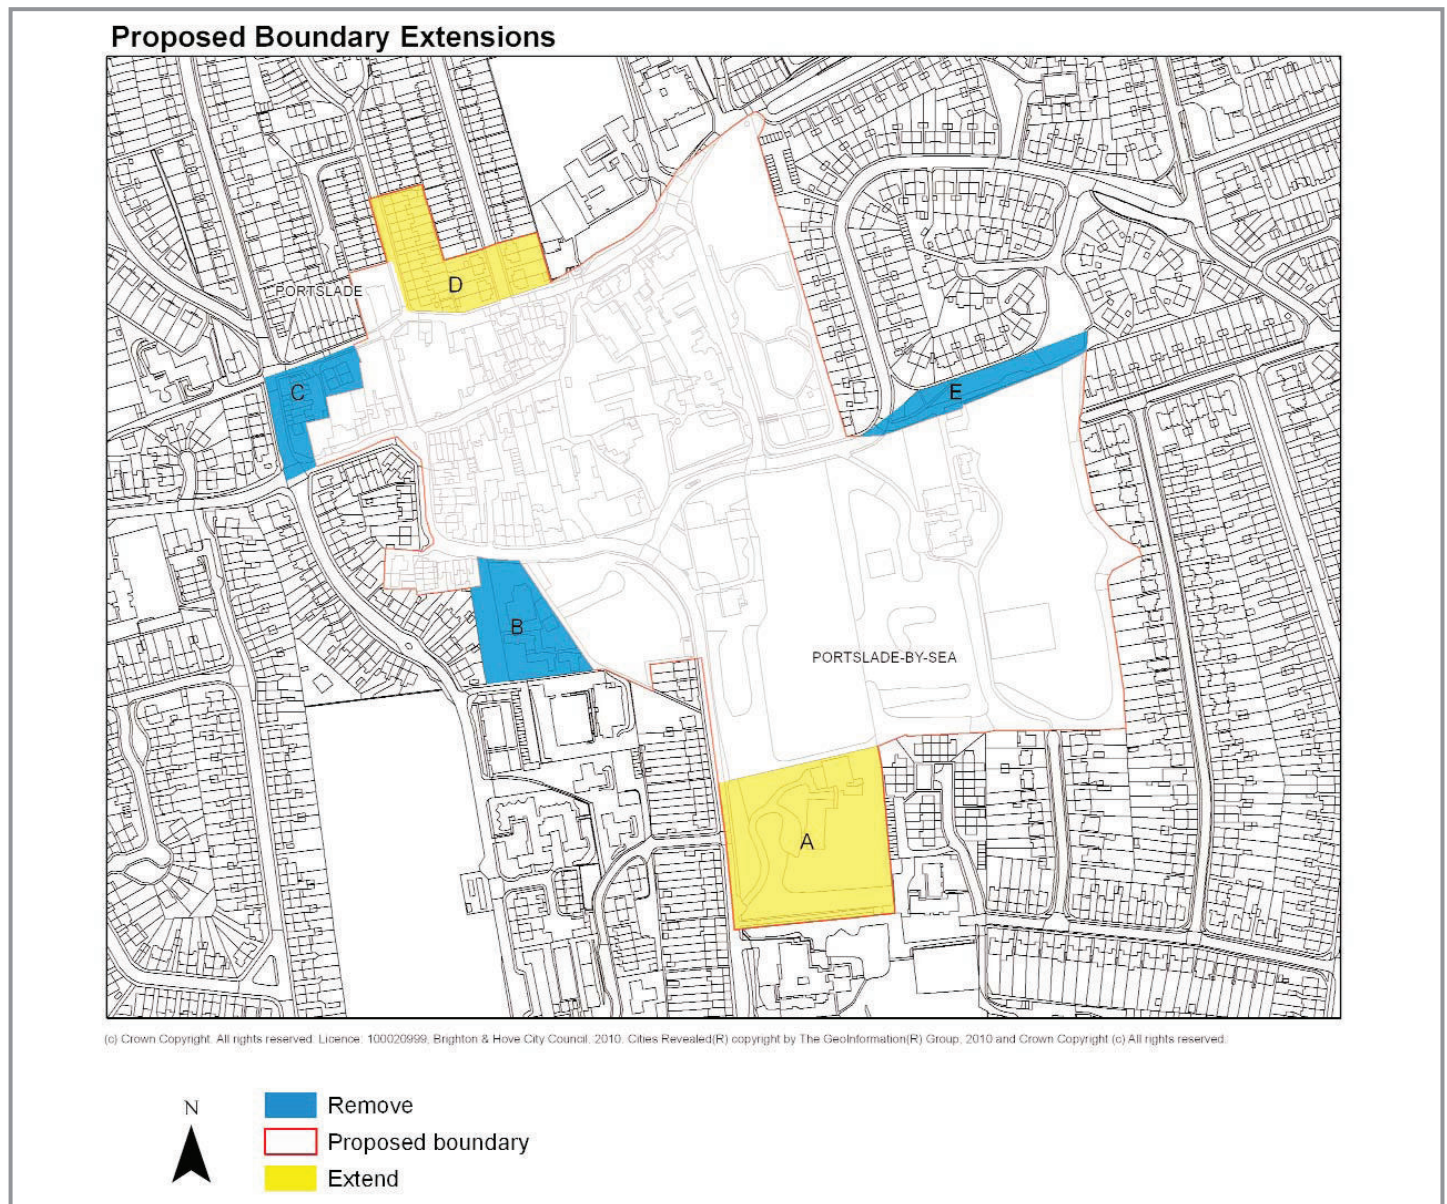 Proposed Boundary Extensions
D
PORTSLADE
C
E
B
PORTSLADE-BY-SEA
A
(c) Crown Copyright. All rights reserved. Licence: 100020999, Brighton & Hove City Council. 2010. Cities Revealed(R) copyright by The GeoInformation(R) Group, 2010 and Crown Copyright (c) All rights reserved.
N
Remove
Proposed boundary
Extend